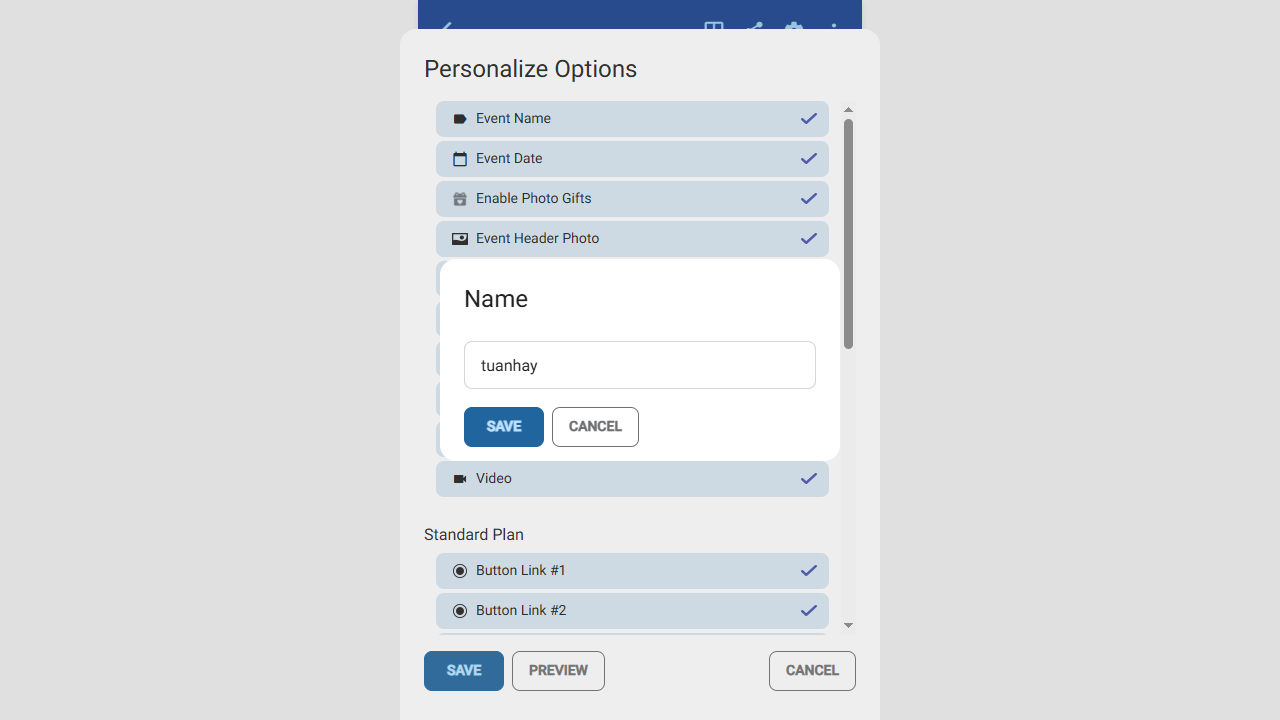 Personalize Options
Event Name
Event Date
Enable Photo Gifts
Event Header Photo
Name
tuanhay
SAVE
CANCEL
Video
Standard Plan
Button Link #1
Button Link #2
SAVE
PREVIEW
CANCEL